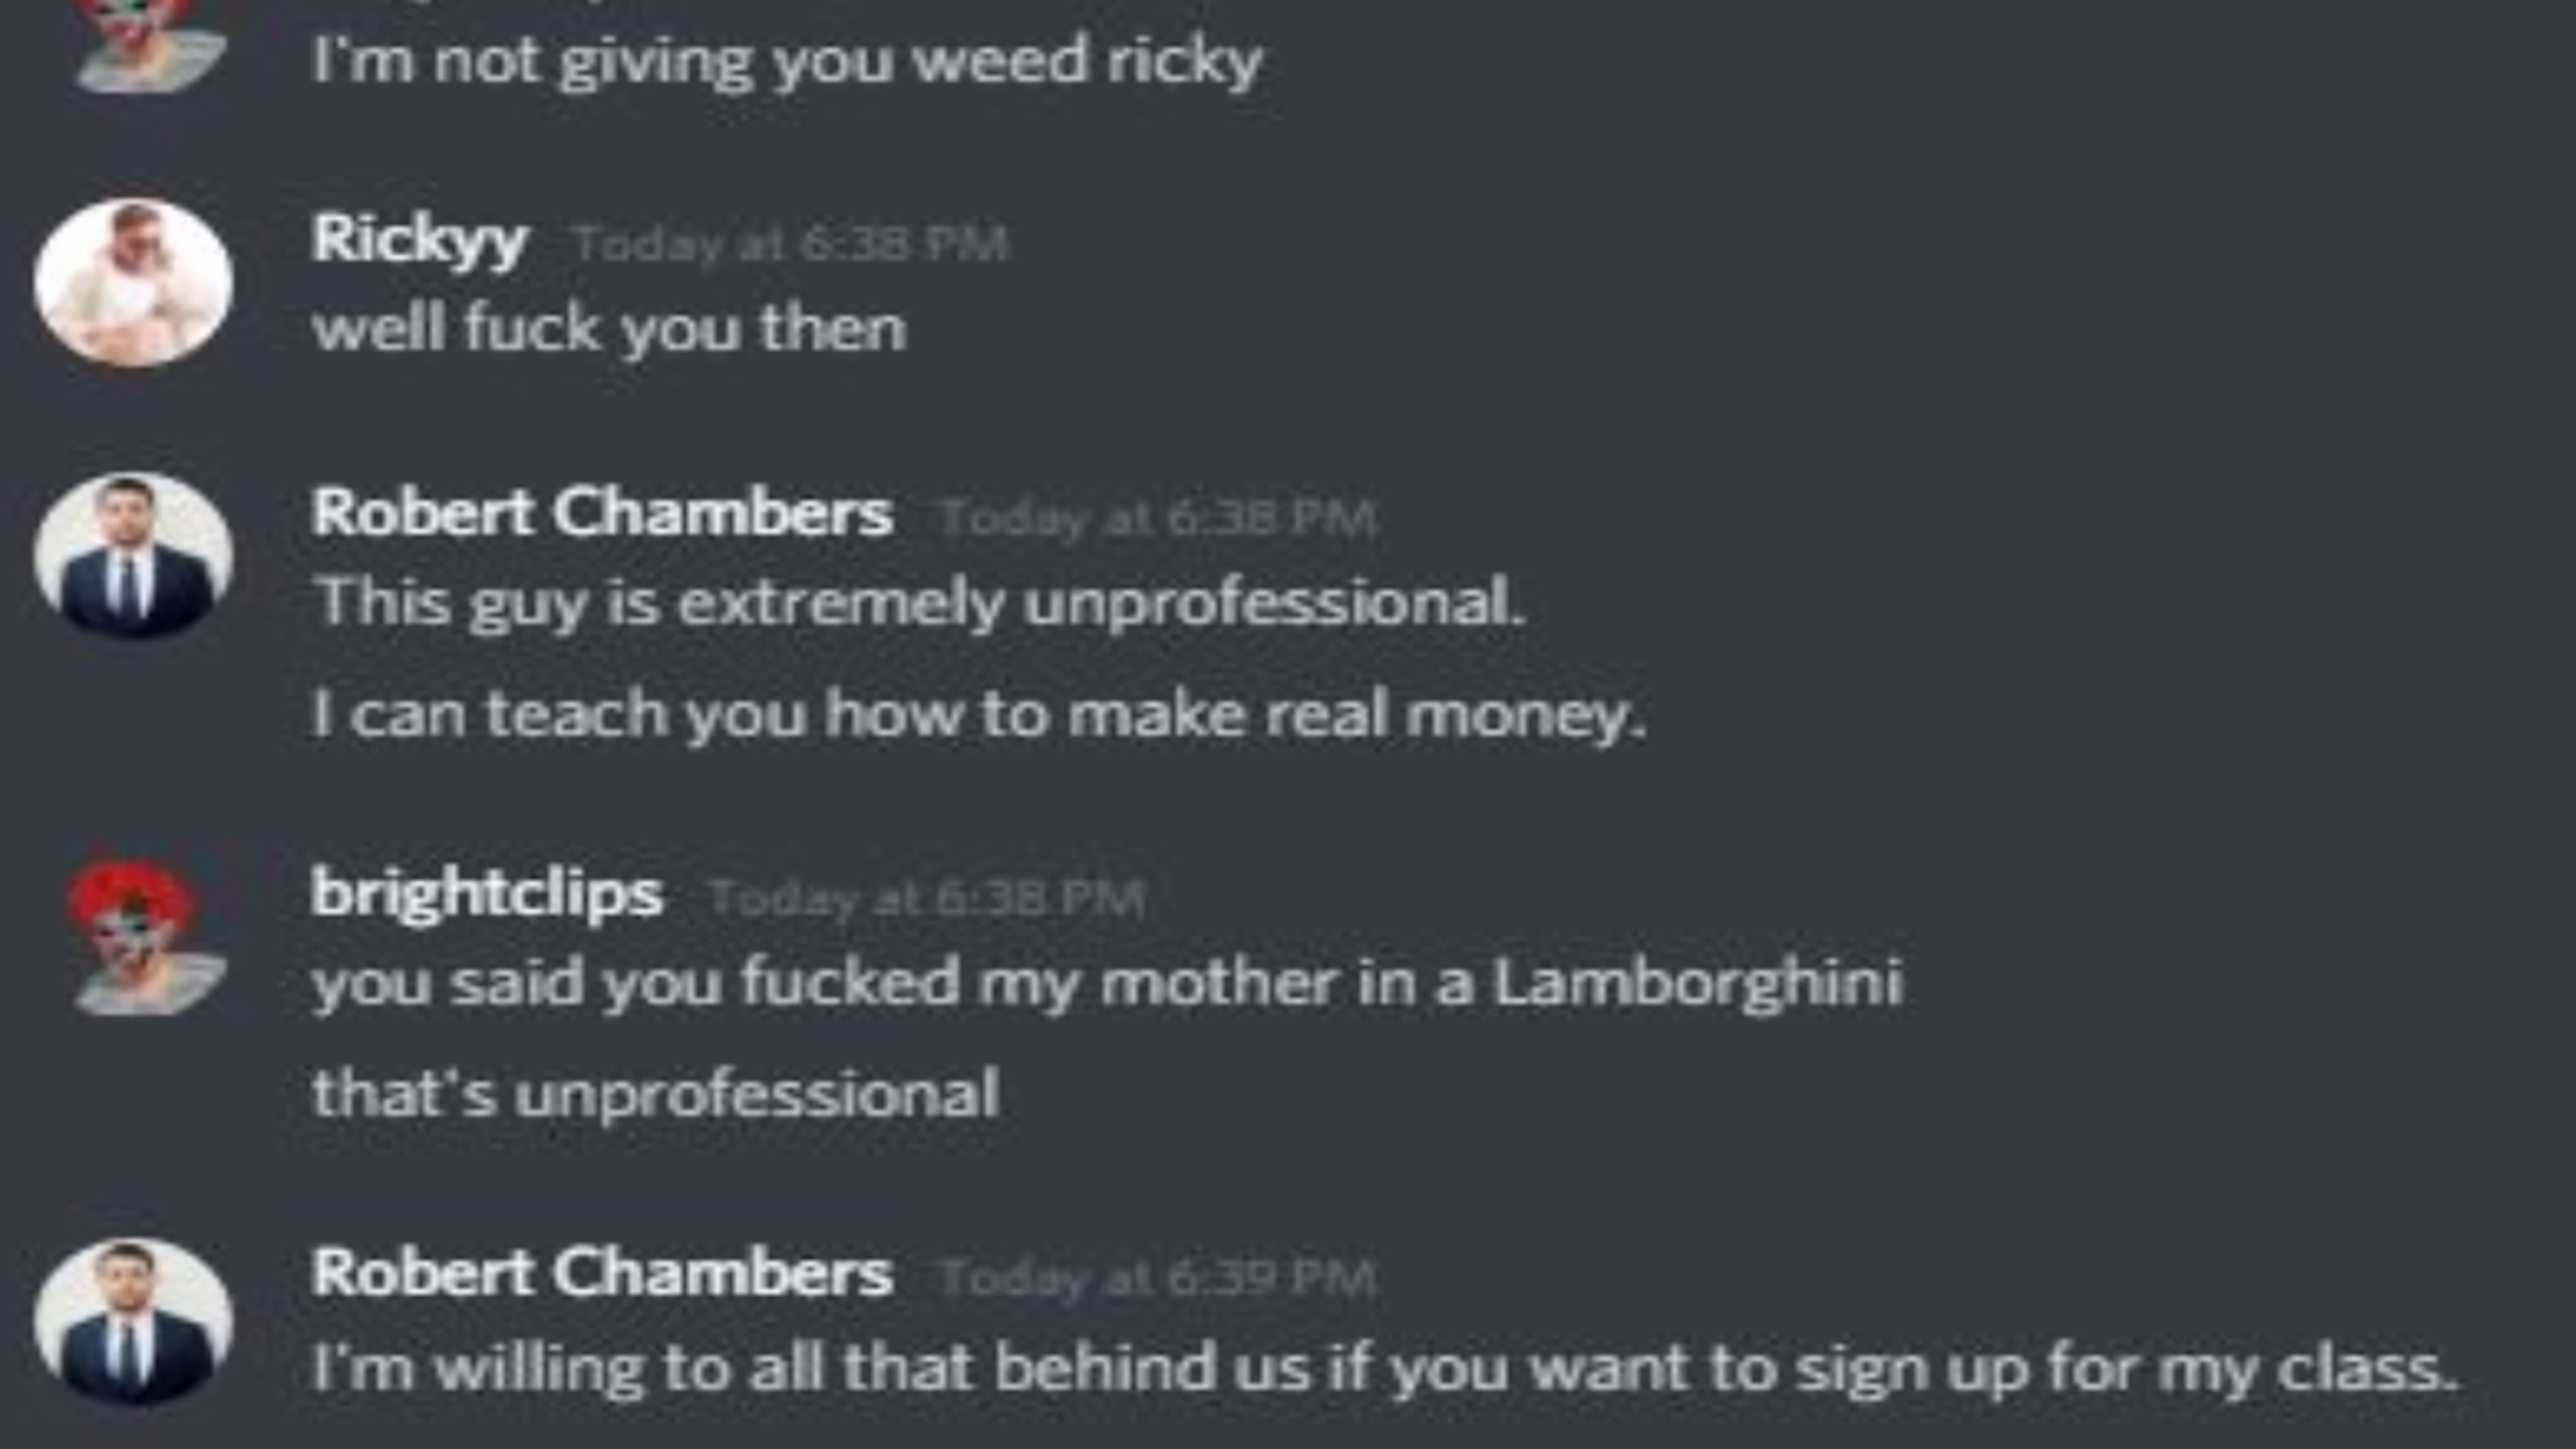 I'm not giving you weed ricky
Rickyy Today at 6:38 PM
well fuck you then
Robert Chambers Today at 6:38 PM
This guy is extremely unprofessional.
I can teach you how to make real money.
brightclips Today at 6:38 PM
you said you fucked my mother in a Lamborghini
that's unprofessional
Robert Chambers Today at 6:39 PM
I'm willing to all that behind us if you want to sign up for my class.